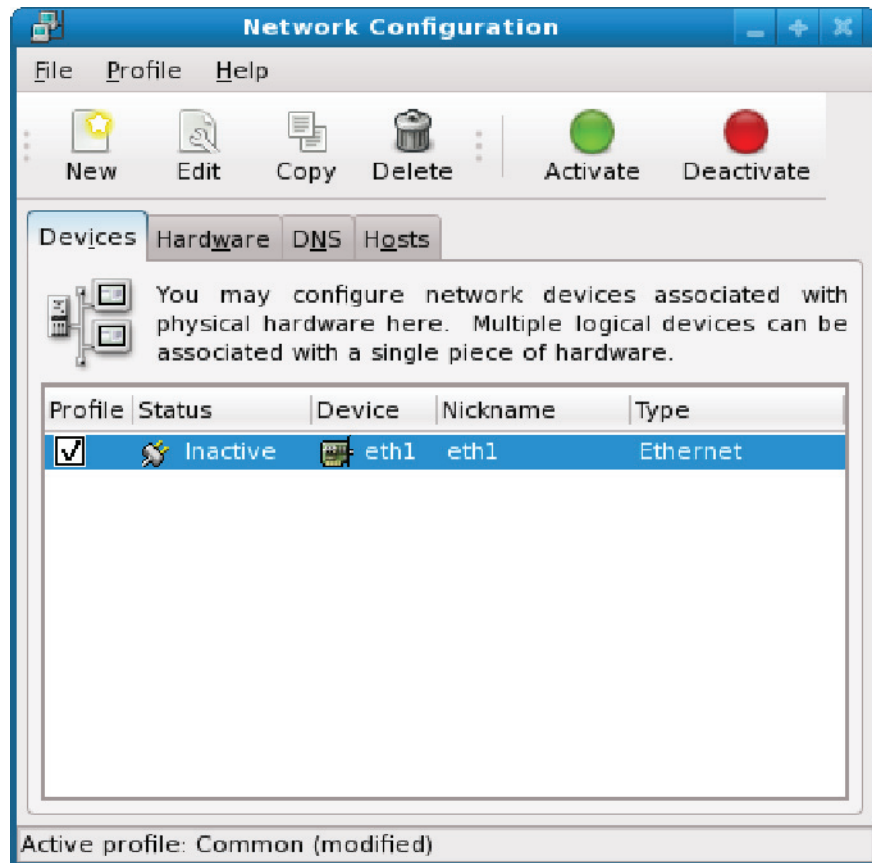 Network Configuration
File Profile Help
New Edit Copy Delete Activate Deactivate
Devices Hardware DNS Hosts
You may configure network devices associated with
physical hardware here. Multiple logical devices can be
associated with a single piece of hardware.
Profile Status Device Nickname Type
Inactive eth1 eth1 Ethernet
Active profile: Common (modified)